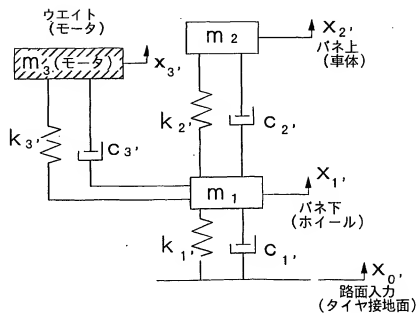 ウエイト
(モータ)
m3(モータ)
x3,
k3,
c3,
m2
x2,
バネ上
(車体)
k2,
c2,
m1
x1,
バネ下
(ホイール)
k1,
c1,
x0,
路面入力
(タイヤ接地面)